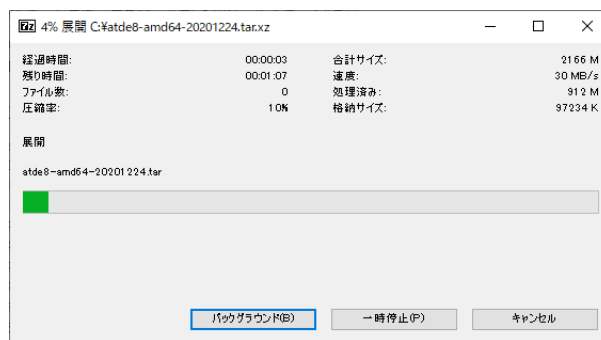 7z 4% 展開 C:¥atde8-amd64-20201224.tar.xz
経過時間: 00:00:03 合計サイズ: 2166 M
残り時間: 00:01:07 速度: 30 MB/s
ファイル数: 0 処理済み: 912 M
圧縮率: 10% 格納サイズ: 97234 K
展開
atde8-amd64-20201224.tar
バックグラウンド(B) 一時停止(P) キャンセル